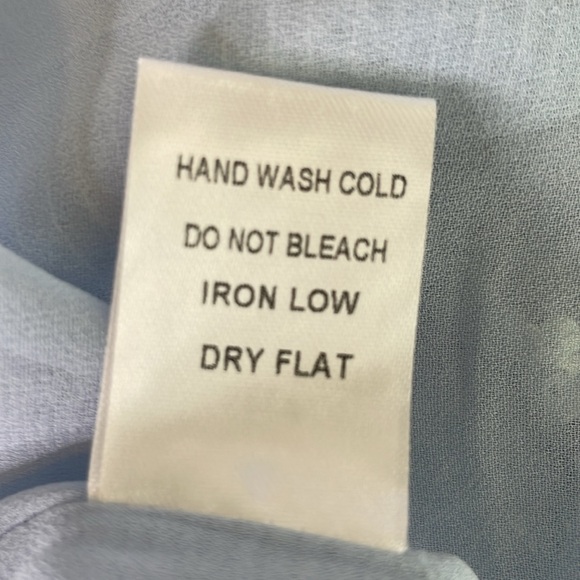 HAND WASH COLD
DO NOT BLEACH
IRON LOW
DRY FLAT